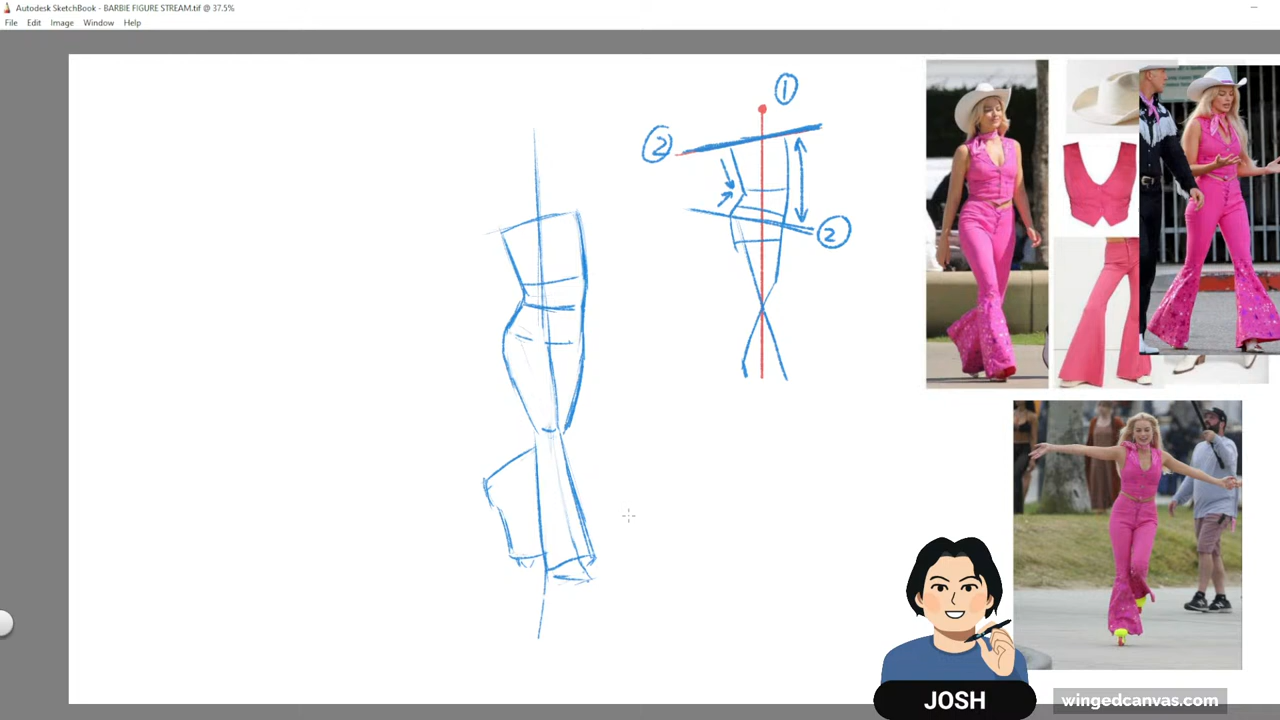 Autodesk SketchBook - BARBIE FIGURE STREAM.tif @ 37.5%
File Edit Image Window Help
1
2
2
JOSH
wingedcanvas.com